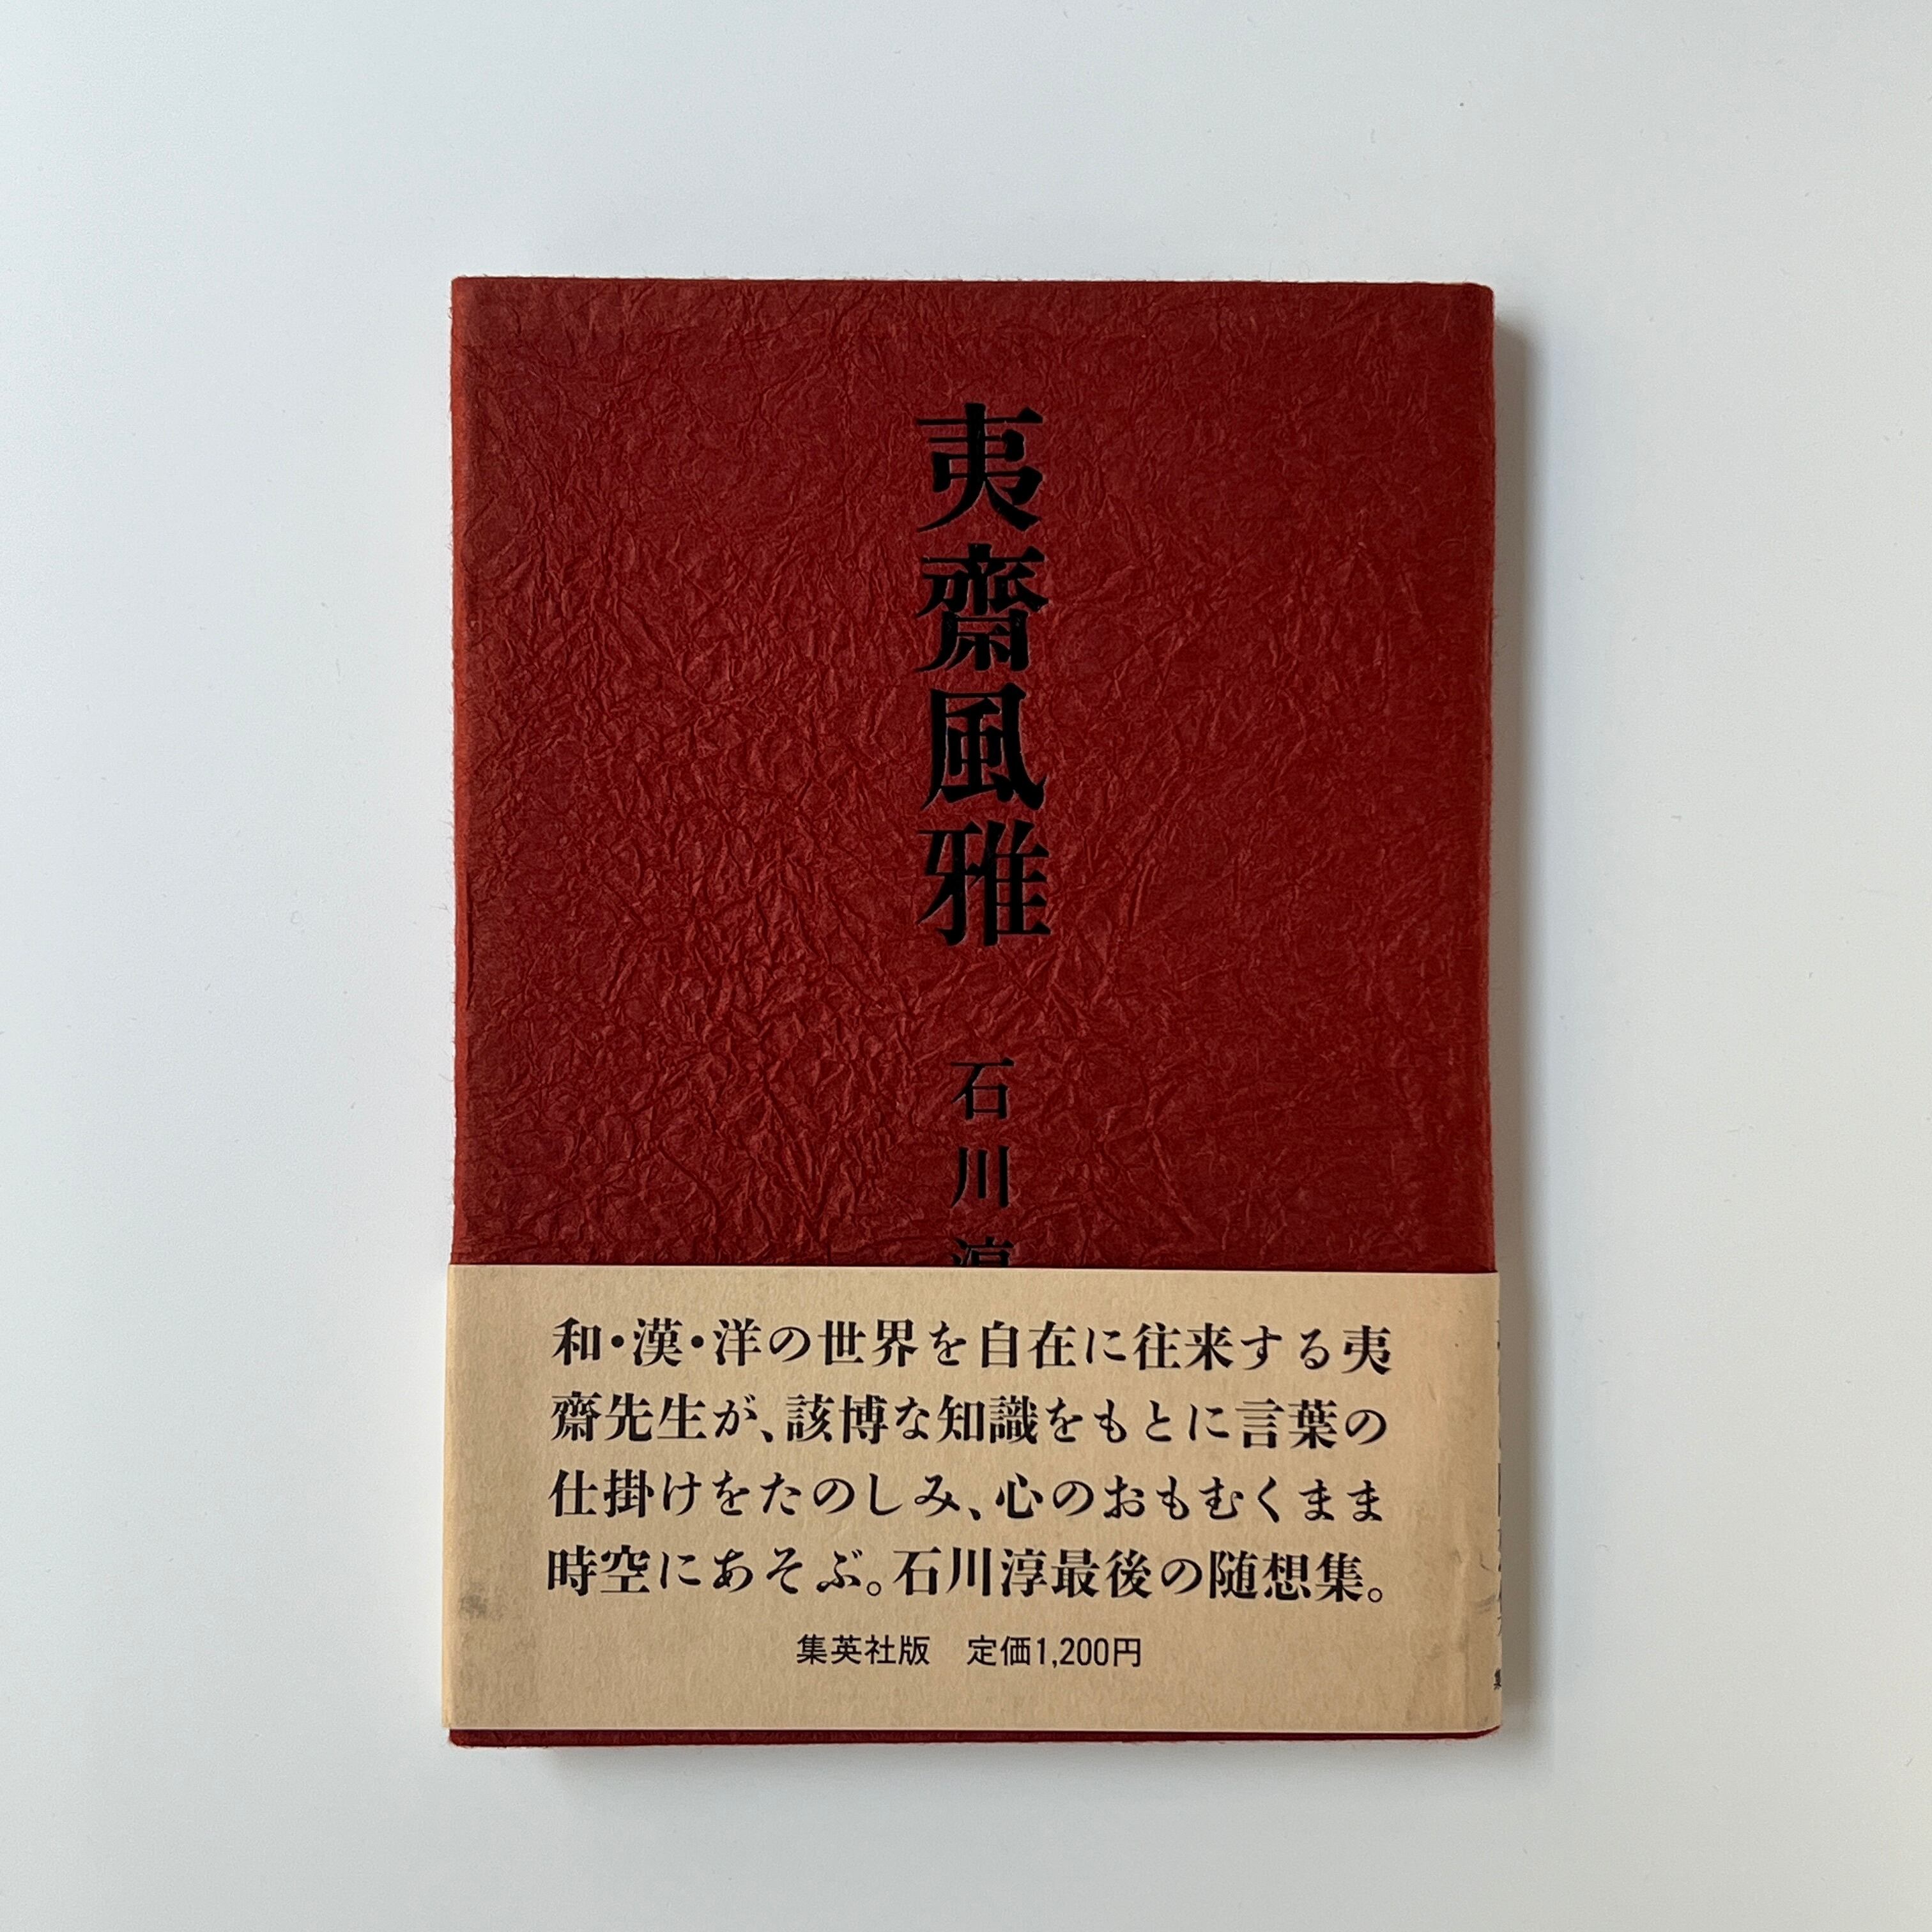 夷齋風雅
石川淳
和・漢・洋の世界を自在に往来する夷
齋先生が、該博な知識をもとに言葉の
仕掛けをたのしみ、心のおもむくまま
時空にあそぶ。石川淳最後の随想集。
集英社版　定価1,200円